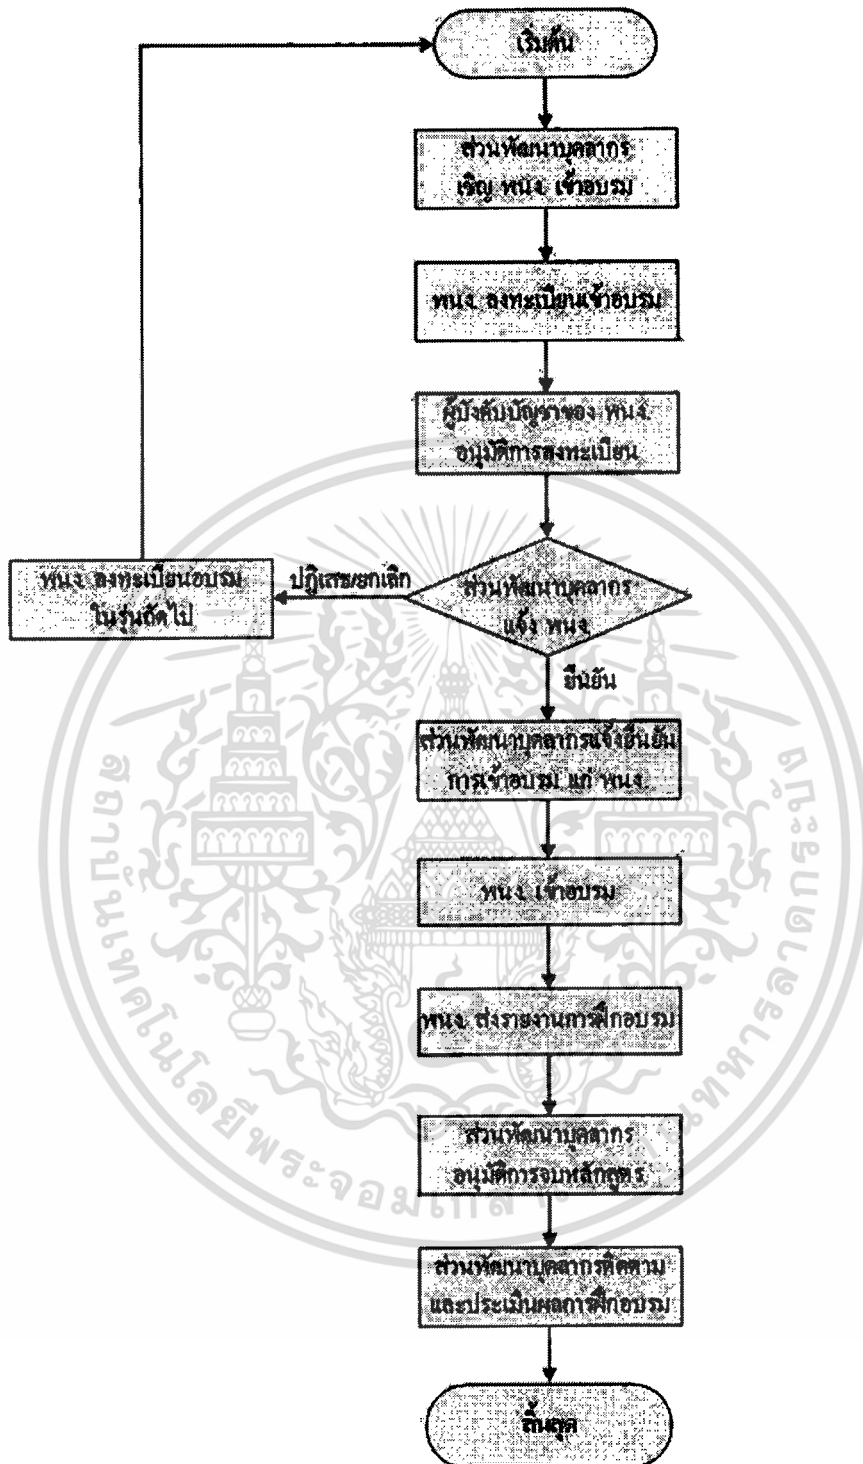 เริ่มต้น
ส่วนพัฒนาบุคลากร
เชิญ พนง. เข้าอบรม
พนง. ลงทะเบียนเข้าอบรม
ผู้บังคับบัญชาของ พนง.
อนุมัติการลงทะเบียน
ส่วนพัฒนาบุคลากร
แจ้ง พนง.
ปฏิเสธ/ยกเลิก
พนง. ลงทะเบียนอบรม
ในรุ่นถัดไป
ยืนยัน
ส่วนพัฒนาบุคลากรแจ้งยืนยัน
การเข้าอบรม แก่ พนง.
พนง. เข้าอบรม
พนง. ส่งรายงานการฝึกอบรม
ส่วนพัฒนาบุคลากร
อนุมัติการจบหลักสูตร
ส่วนพัฒนาบุคลากรติดตาม
และประเมินผลการฝึกอบรม
สิ้นสุด